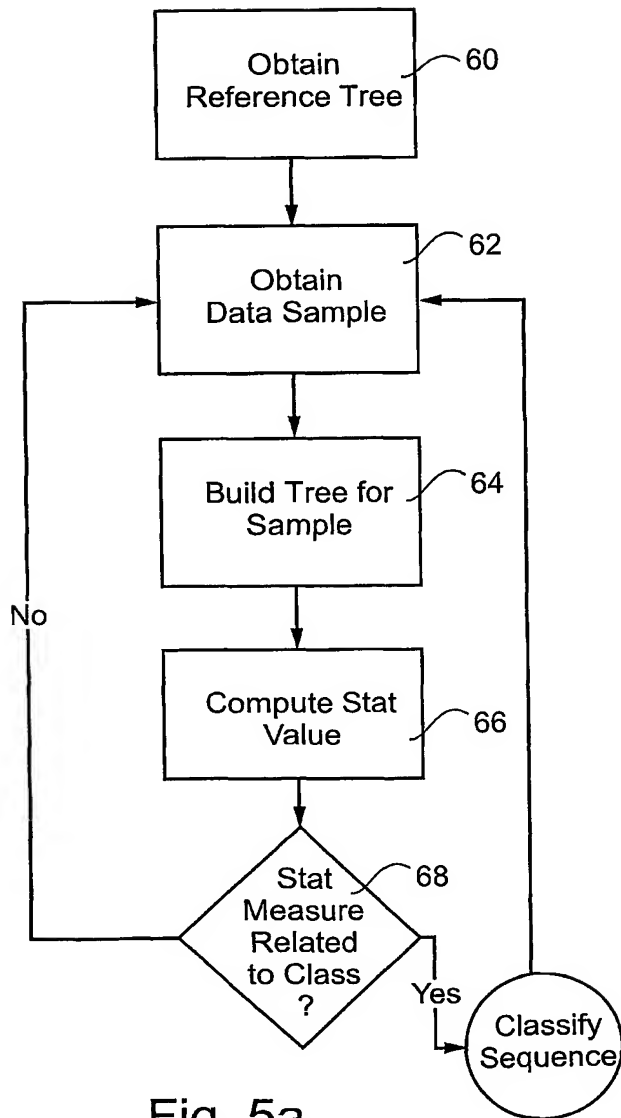 Obtain
Reference Tree
60
Obtain
Data Sample
62
Build Tree for
Sample
64
No
Compute Stat
Value
66
Stat
Measure
Related
to Class
?
68
Yes
Classify
Sequence
Fig. 5a